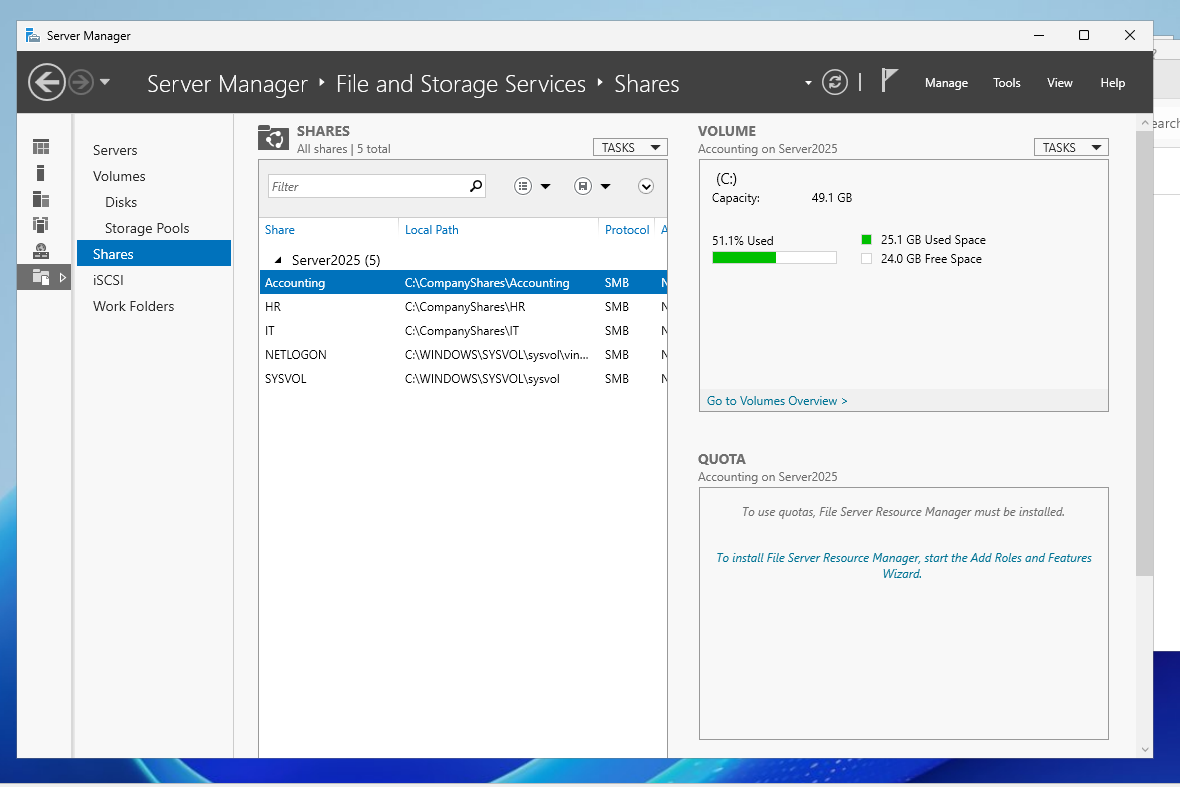 Server Manager
Server Manager ‣ File and Storage Services ‣ Shares
Manage Tools View Help
Servers
Volumes
Disks
Storage Pools
Shares
iSCSI
Work Folders
SHARES
All shares | 5 total
TASKS
Filter
Share Local Path Protocol A
Server2025 (5)
Accounting C:\CompanyShares\Accounting SMB N
HR C:\CompanyShares\HR SMB N
IT C:\CompanyShares\IT SMB N
NETLOGON C:\WINDOWS\SYSVOL\sysvol\vin... SMB N
SYSVOL C:\WINDOWS\SYSVOL\sysvol SMB N
VOLUME
Accounting on Server2025
TASKS
(C:)
Capacity: 49.1 GB
51.1% Used
25.1 GB Used Space
24.0 GB Free Space
Go to Volumes Overview >
QUOTA
Accounting on Server2025
To use quotas, File Server Resource Manager must be installed.
To install File Server Resource Manager, start the Add Roles and Features
Wizard.
earch